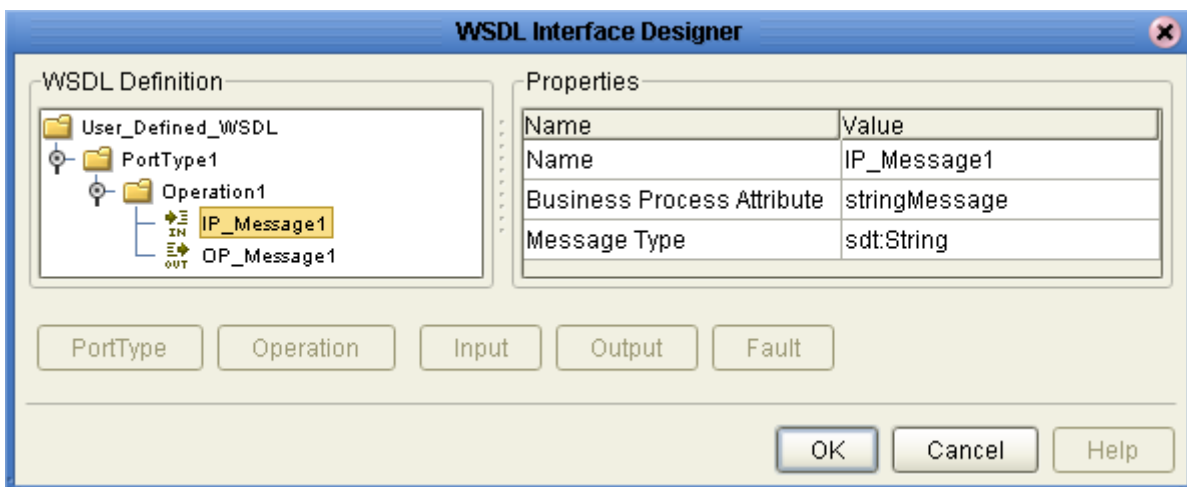 WSDL Interface Designer
WSDL Definition
User_Defined_WSDL
PortType1
Operation1
IN IP_Message1
OUT OP_Message1
Properties
Name Value
Name IP_Message1
Business Process Attribute stringMessage
Message Type sdt:String
PortType Operation Input Output Fault
OK Cancel Help